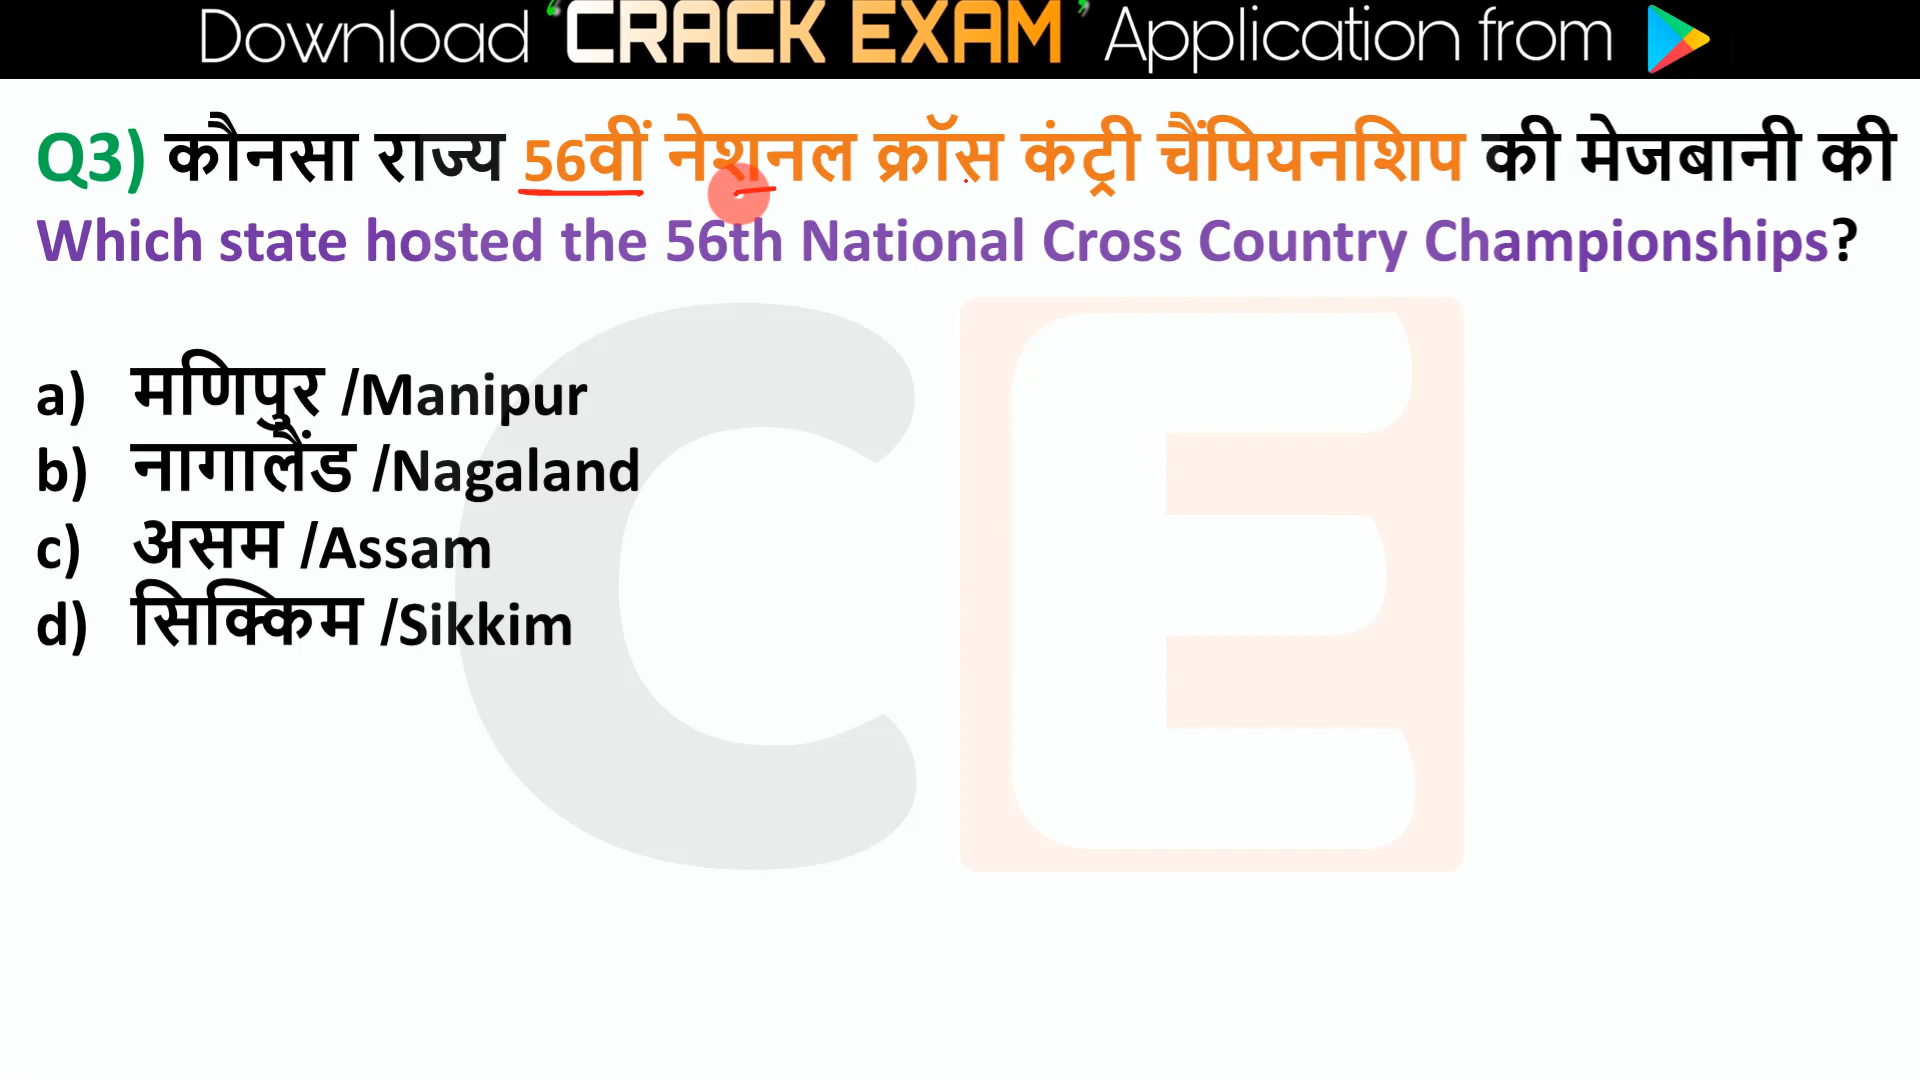 Download ‘CRACK EXAM’ Application from
Q3) कौनसा राज्य 56वीं नेशनल क्रॉस कंट्री चैंपियनशिप की मेजबानी की
Which state hosted the 56th National Cross Country Championships?
a) मणिपुर /Manipur
b) नागालैंड /Nagaland
c) असम /Assam
d) सिक्किम /Sikkim
CE